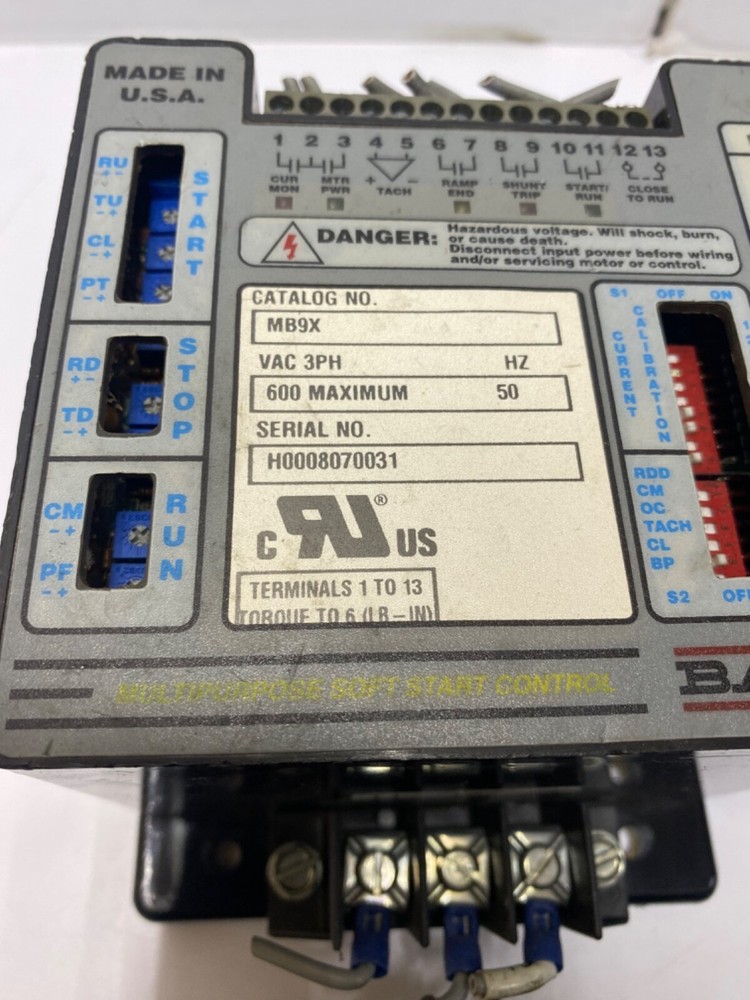 MADE IN
U.S.A.
1 2 3 4 5 6 7 8 9 10 11 12 13
+ -
CUR
MON
MTR
PWR
TACH
RAMP
END
SHUNT
TRIP
START/
RUN
CLOSE
TO RUN
DANGER:
Hazardous voltage. Will shock, burn,
or cause death.
Disconnect input power before wiring
and/or servicing motor or control.
START
RU
- +
TU
- +
CL
- +
PT
- +
STOP
RD
- +
TD
- +
RUN
CM
- +
PF
- +
CATALOG NO.
MB9X
VAC 3PH HZ
600 MAXIMUM 50
SERIAL NO.
H0008070031
C RU® US
TERMINALS 1 TO 13
TORQUE TO 6 (LB-IN)
S1 OFF ON
CURRENT
CALIBRATION
RDD
CM
OC
TACH
CL
BP
S2 OFF
MULTIPURPOSE SOFT START CONTROL